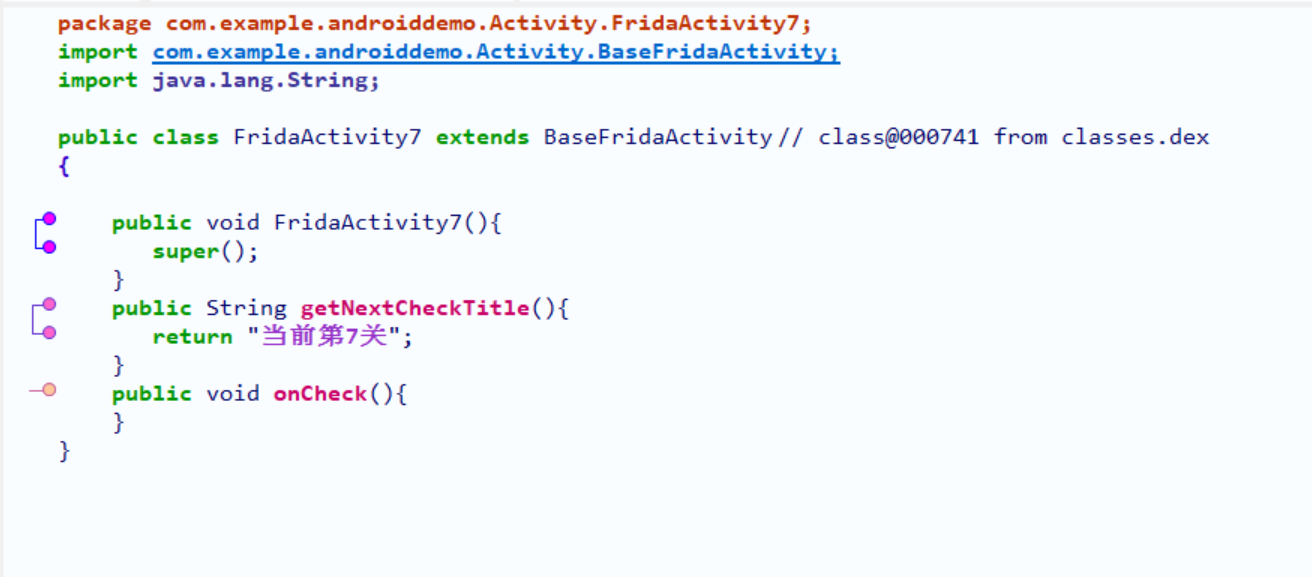 package com.example.androiddemo.Activity.FridaActivity7;
import com.example.androiddemo.Activity.BaseFridaActivity;
import java.lang.String;
public class FridaActivity7 extends BaseFridaActivity// class@000741 from classes.dex
{
public void FridaActivity7(){
super();
}
public String getNextCheckTitle(){
return "当前第7关";
}
public void onCheck(){
}
}